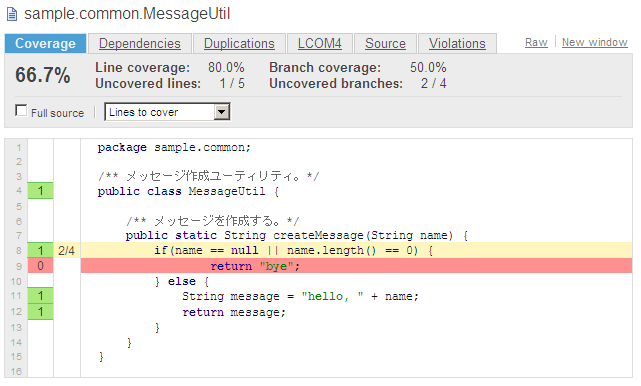 sample.common.MessageUtil
Coverage Dependencies Duplications LCOM4 Source Violations Raw New window
66.7% Line coverage: 80.0% Branch coverage: 50.0%
Uncovered lines: 1 / 5 Uncovered branches: 2 / 4
Full source Lines to cover
1 package sample.common;
2
3 /** メッセージ作成ユーティリティ。*/
4 1 public class MessageUtil {
5
6 /** メッセージを作成する。*/
7 public static String createMessage(String name) {
8 1 2/4 if(name == null || name.length() == 0) {
9 0 return "bye";
10 } else {
11 1 String message = "hello, " + name;
12 1 return message;
13 }
14 }
15 }
16